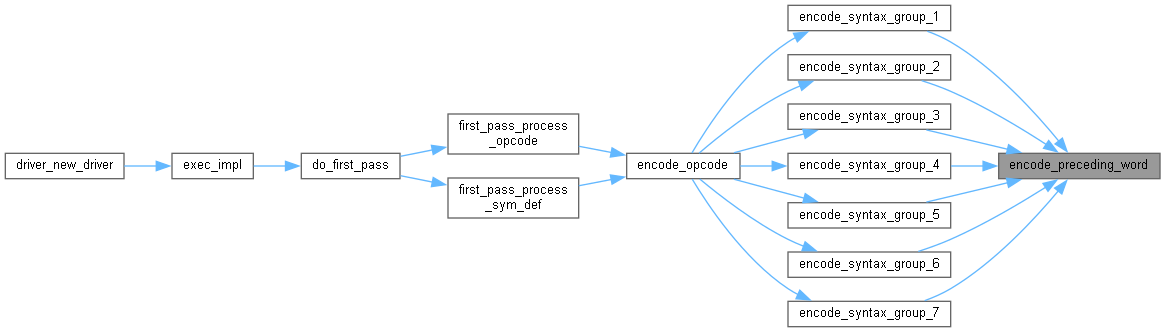 driver_new_driver
exec_impl
do_first_pass
first_pass_process
_opcode
first_pass_process
_sym_def
encode_opcode
encode_syntax_group_1
encode_syntax_group_2
encode_syntax_group_3
encode_syntax_group_4
encode_syntax_group_5
encode_syntax_group_6
encode_syntax_group_7
encode_preceding_word